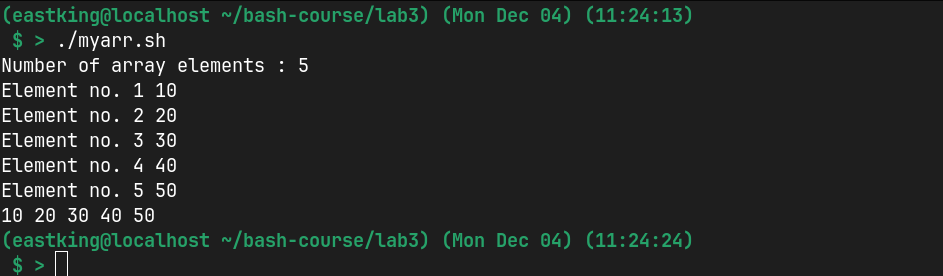 (eastking@localhost ~/bash-course/lab3) (Mon Dec 04) (11:24:13)
$ > ./myarr.sh
Number of array elements : 5
Element no. 1 10
Element no. 2 20
Element no. 3 30
Element no. 4 40
Element no. 5 50
10 20 30 40 50
(eastking@localhost ~/bash-course/lab3) (Mon Dec 04) (11:24:24)
$ >